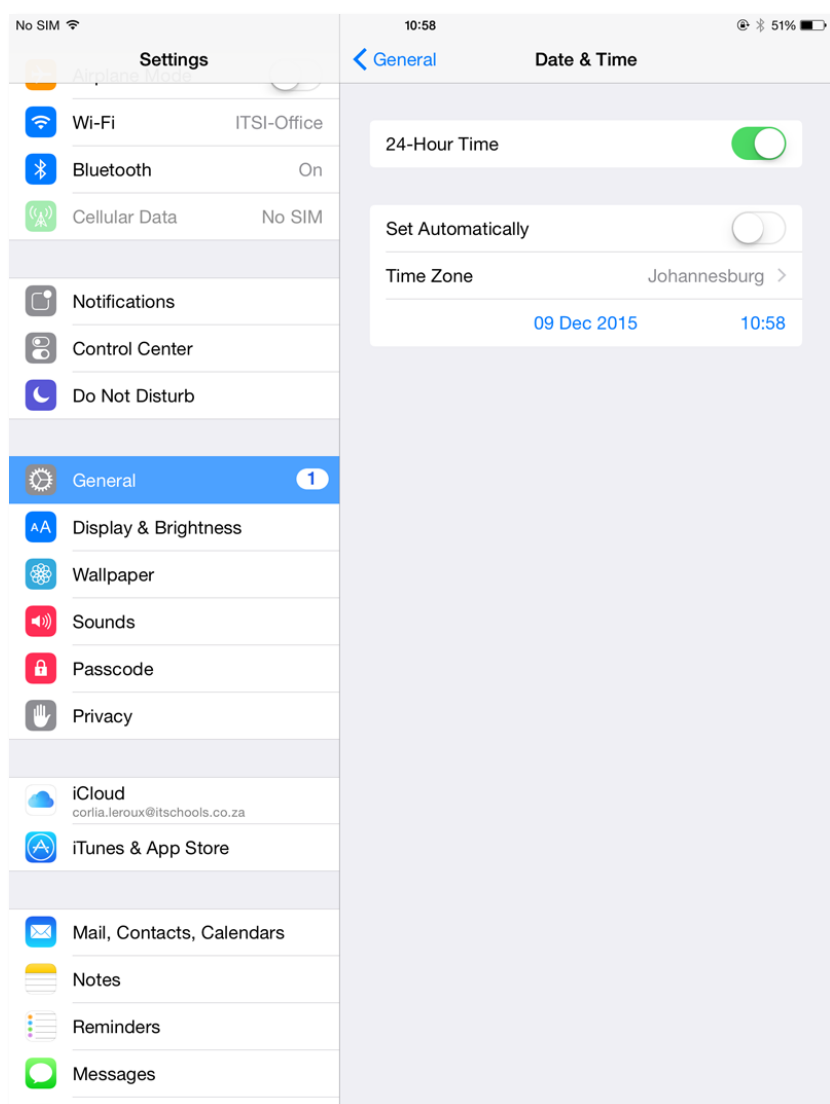 No SIM 10:58 51%
Settings
Airplane Mode
Wi-Fi ITSI-Office
Bluetooth On
Cellular Data No SIM
Notifications
Control Center
Do Not Disturb
General 1
AA Display & Brightness
Wallpaper
Sounds
Passcode
Privacy
iCloud
corlia.leroux@itschools.co.za
iTunes & App Store
Mail, Contacts, Calendars
Notes
Reminders
Messages
General Date & Time
24-Hour Time
Set Automatically
Time Zone Johannesburg
09 Dec 2015 10:58